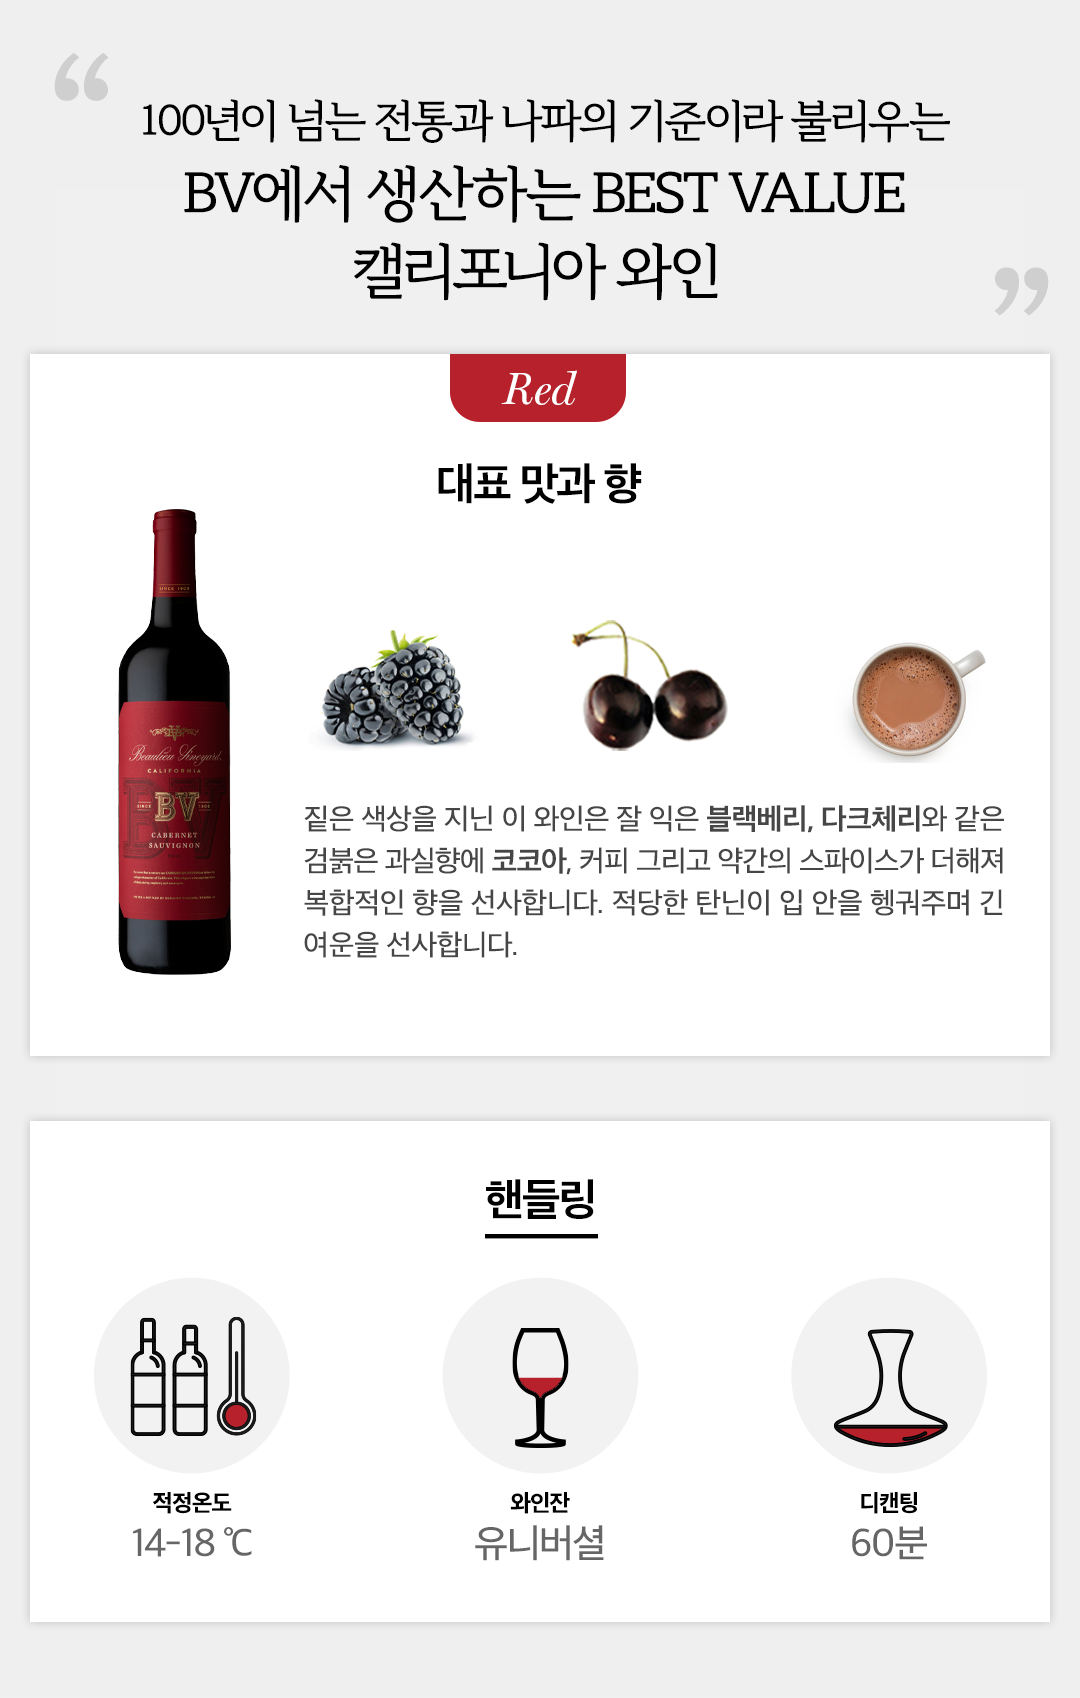 “
100년이 넘는 전통과 나파의 기준이라 불리우는
BV에서 생산하는 BEST VALUE
캘리포니아 와인
”
Red
대표 맛과 향
SINCE 1900
Beaulieu Vineyard
CALIFORNIA
SINCE BV 1900
CABERNET
SAUVIGNON
짙은 색상을 지닌 이 와인은 잘 익은 블랙베리, 다크체리와 같은
검붉은 과실향에 코코아, 커피 그리고 약간의 스파이스가 더해져
복합적인 향을 선사합니다. 적당한 탄닌이 입 안을 헹궈주며 긴
여운을 선사합니다.
핸들링
적정온도
14-18 ℃
와인잔
유니버셜
디캔팅
60분